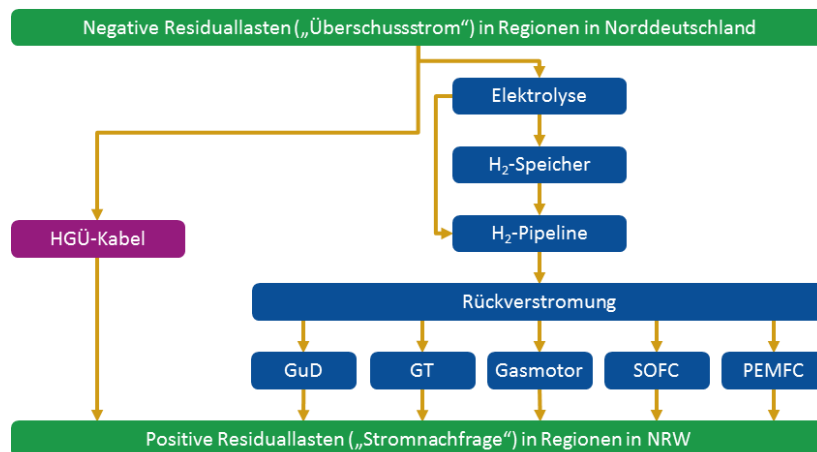 Negative Residuallasten („Überschussstrom“) in Regionen in Norddeutschland
Elektrolyse
H₂-Speicher
HGÜ-Kabel
H₂-Pipeline
Rückverstromung
GuD
GT
Gasmotor
SOFC
PEMFC
Positive Residuallasten („Stromnachfrage“) in Regionen in NRW